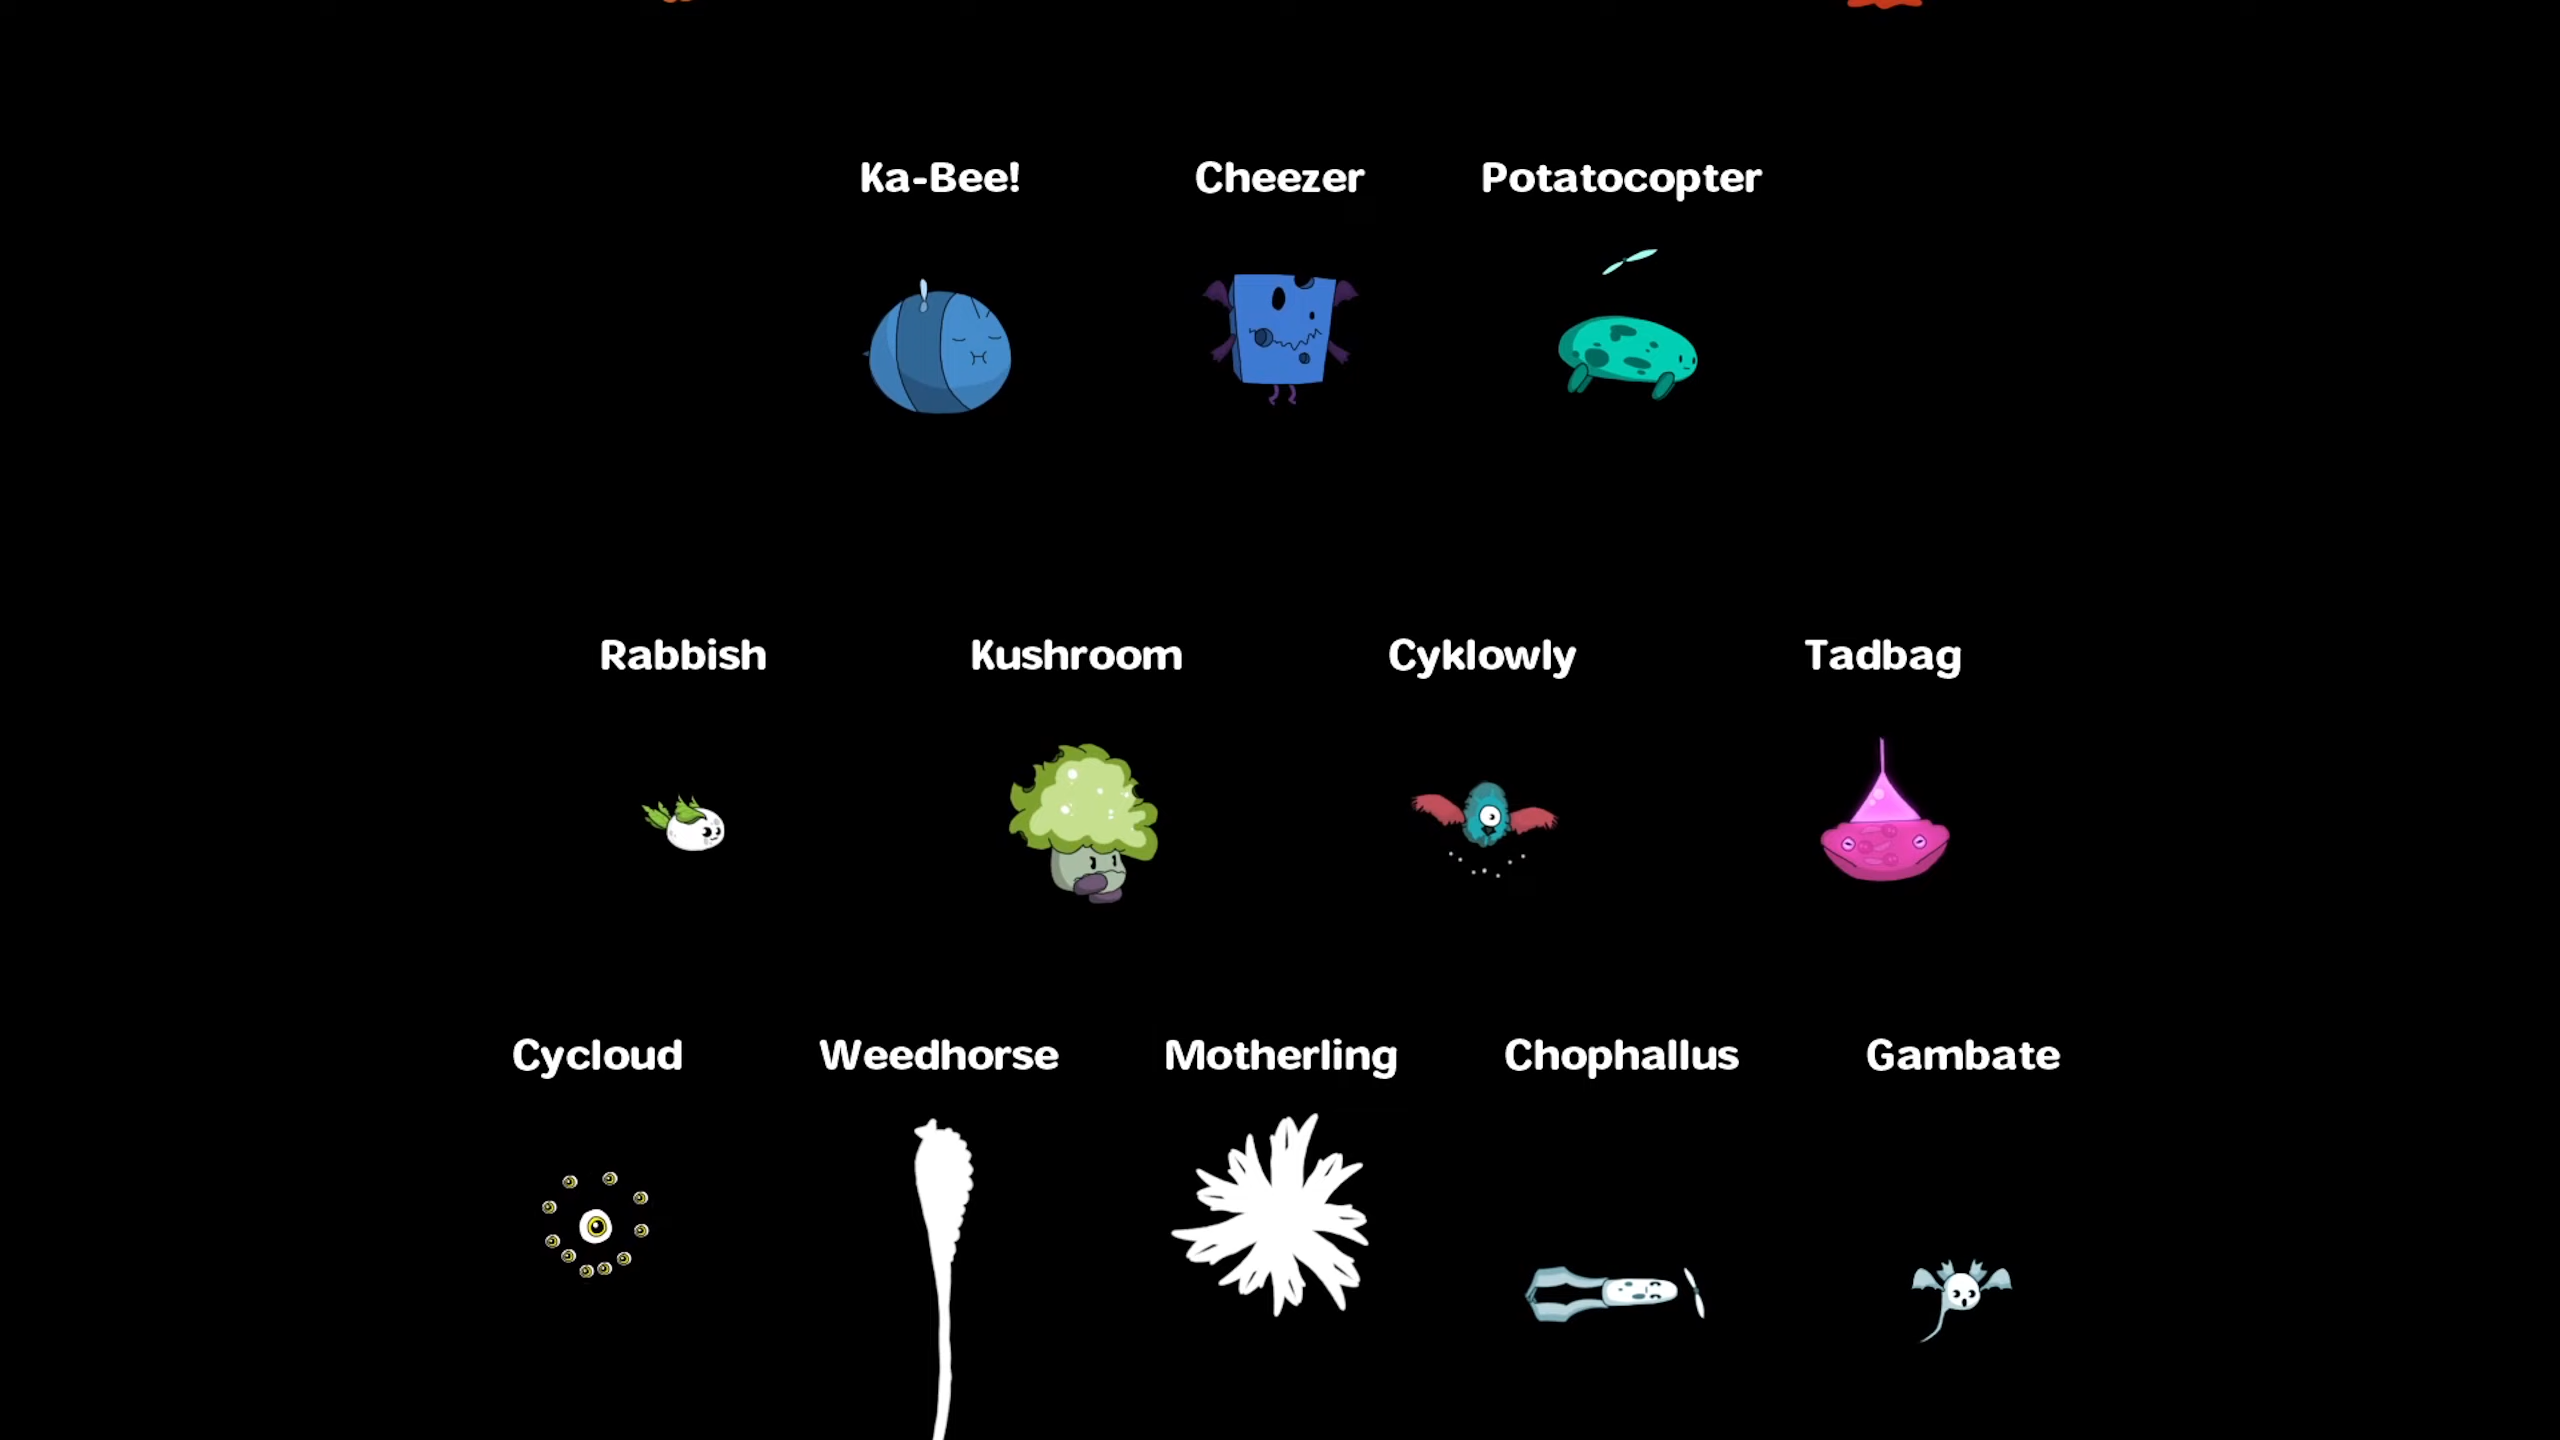 Ka-Bee! Cheezer Potatocopter
Rabbish Kushroom Cyklowly Tadbag
Cycloud Weedhorse Motherling Chophallus Gambate